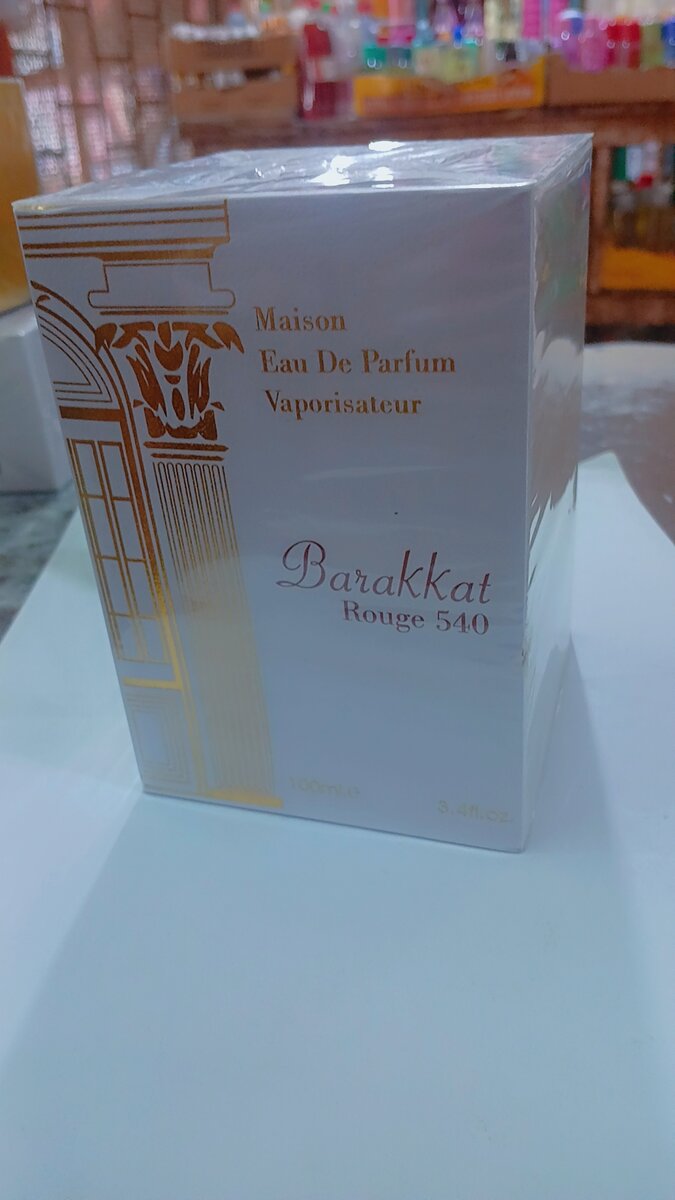 Maison
Eau De Parfum
Vaporisateur
Barakkat
Rouge 540
100ml.e
3.4fl.oz.